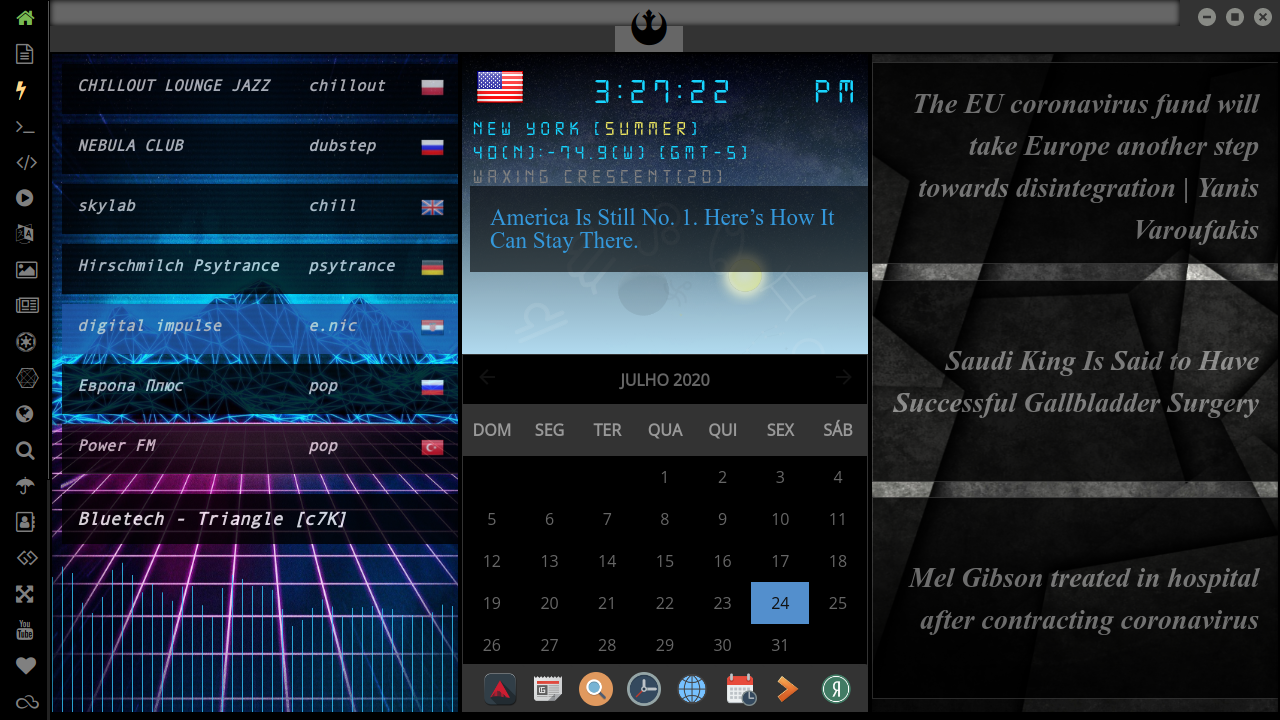 CHILLOUT LOUNGE JAZZ chillout
NEBULA CLUB dubstep
skylab chill
Hirschmilch Psytrance psytrance
digital impulse e.nic
Европа Плюс pop
Power FM pop
Bluetech - Triangle [c7K]
3:27:22 PM
NEW YORK (SUMMER)
40(N):-74.9(W) (GMT-5)
WAXING CRESCENT(20)
America Is Still No. 1. Here’s How It
Can Stay There.
JULHO 2020
DOM SEG TER QUA QUI SEX SÁB
1 2 3 4
5 6 7 8 9 10 11
12 13 14 15 16 17 18
19 20 21 22 23 24 25
26 27 28 29 30 31
The EU coronavirus fund will
take Europe another step
towards disintegration | Yanis
Varoufakis
Saudi King Is Said to Have
Successful Gallbladder Surgery
Mel Gibson treated in hospital
after contracting coronavirus
You
Tube
Я